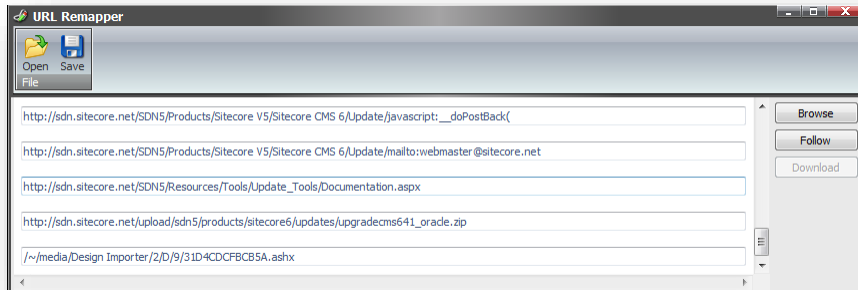 URL Remapper
Open Save
File
http://sdn.sitecore.net/SDN5/Products/Sitecore V5/Sitecore CMS 6/Update/javascript:__doPostBack(
http://sdn.sitecore.net/SDN5/Products/Sitecore V5/Sitecore CMS 6/Update/mailto:webmaster@sitecore.net
http://sdn.sitecore.net/SDN5/Resources/Tools/Update_Tools/Documentation.aspx
http://sdn.sitecore.net/upload/sdn5/products/sitecore6/updates/upgradecms641_oracle.zip
/~/media/Design Importer/2/D/9/31D4CDCFBCB5A.ashx
Browse
Follow
Download